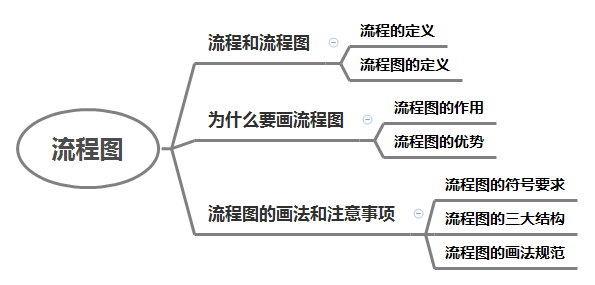 流程图
流程和流程图
流程的定义
流程图的定义
为什么要画流程图
流程图的作用
流程图的优势
流程图的画法和注意事项
流程图的符号要求
流程图的三大结构
流程图的画法规范